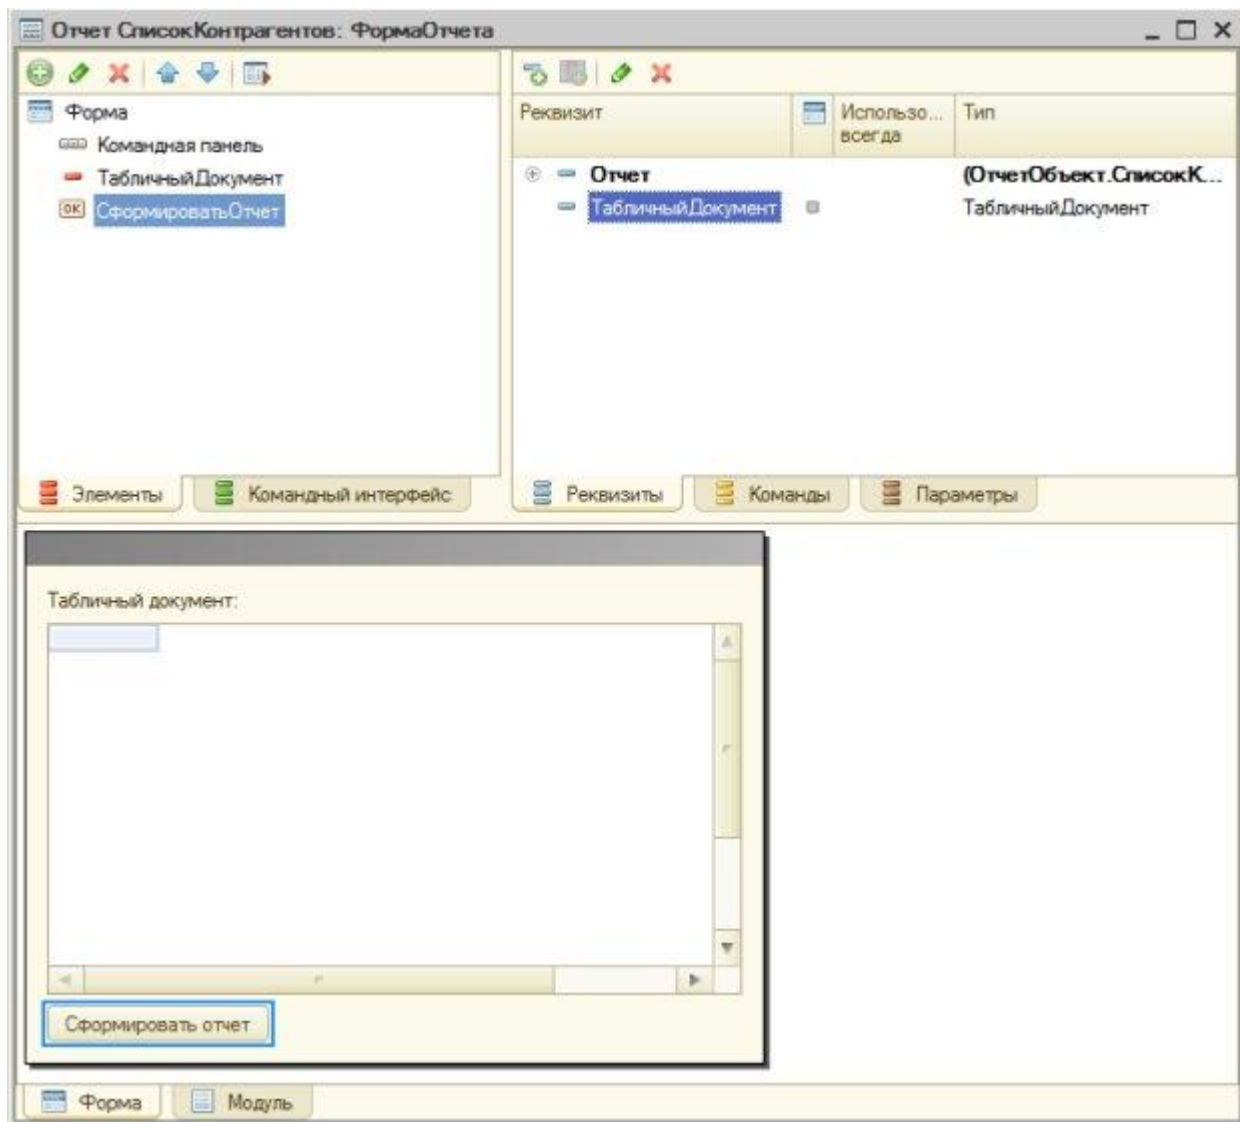 Отчет СписокКонтрагентов: ФормаОтчета
Форма
Командная панель
ТабличныйДокумент
OK СформироватьОтчет
Элементы Командный интерфейс
Реквизит Использо... Тип
всегда
Отчет (ОтчетОбъект.СписокК...
ТабличныйДокумент ТабличныйДокумент
Реквизиты Команды Параметры
Табличный документ:
Сформировать отчет
Форма Модуль